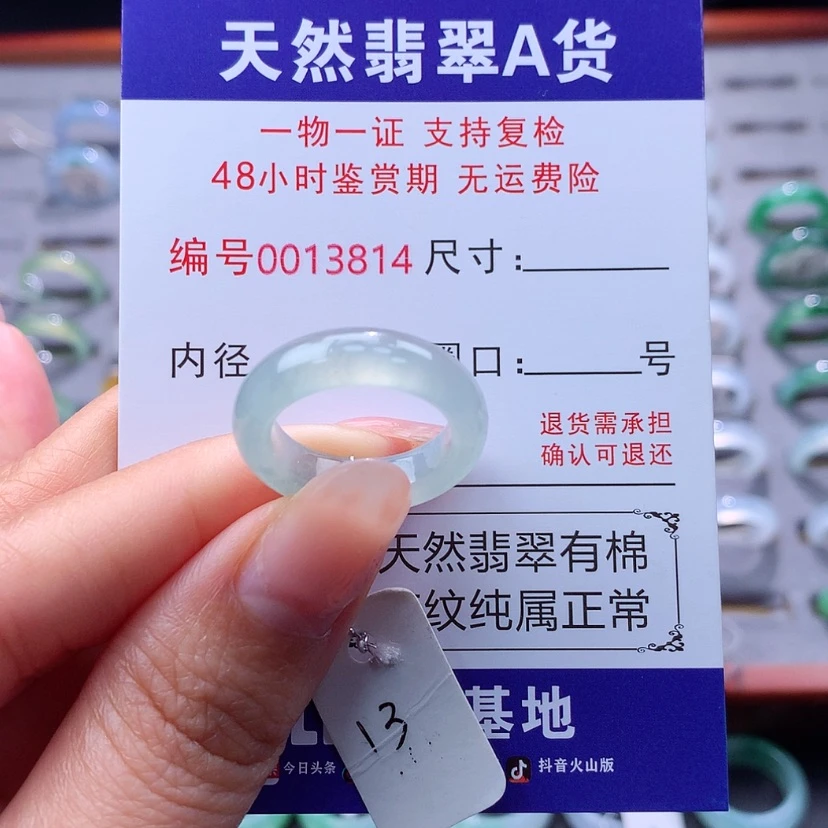 天然翡翠A货
一物一证 支持复检
48小时鉴赏期 无运费险
编号0013814 尺寸:
内径 圈口: 号
退货需承担
确认可退还
天然翡翠有棉
纹纯属正常
基地
13
今日头条 抖音火山版